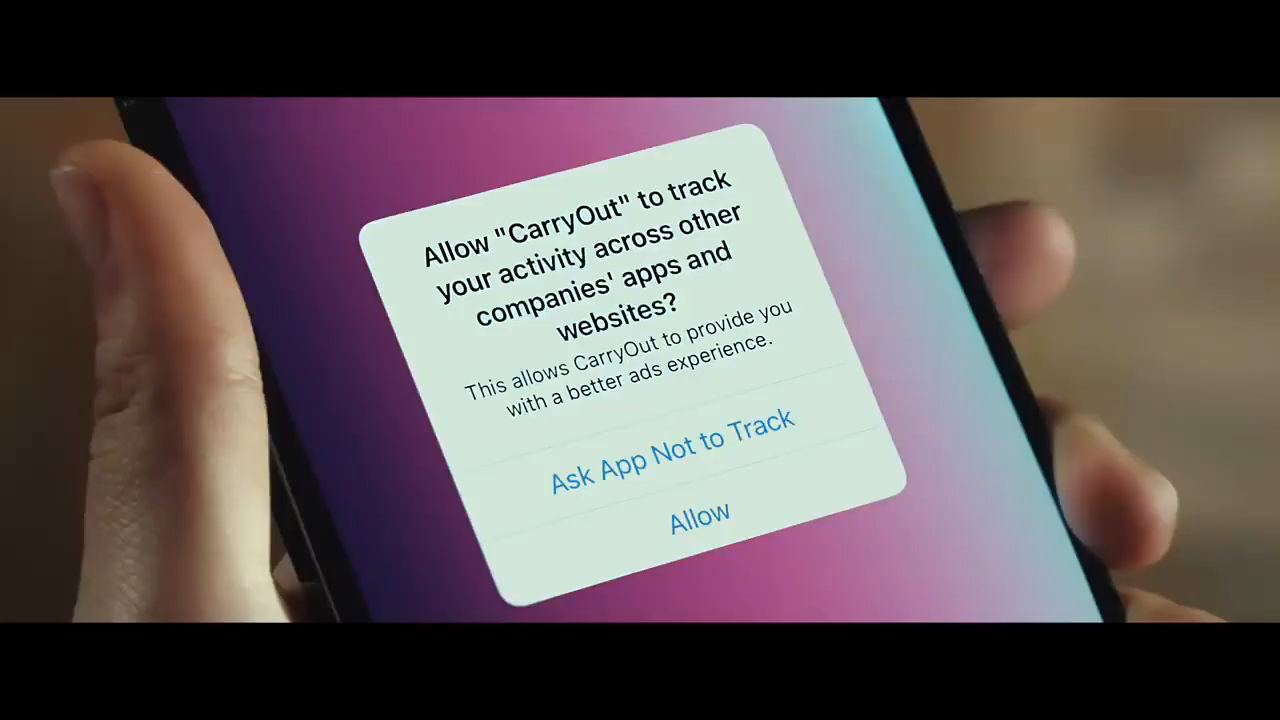 Allow "CarryOut" to track
your activity across other
companies' apps and
websites?
This allows CarryOut to provide you
with a better ads experience.
Ask App Not to Track
Allow